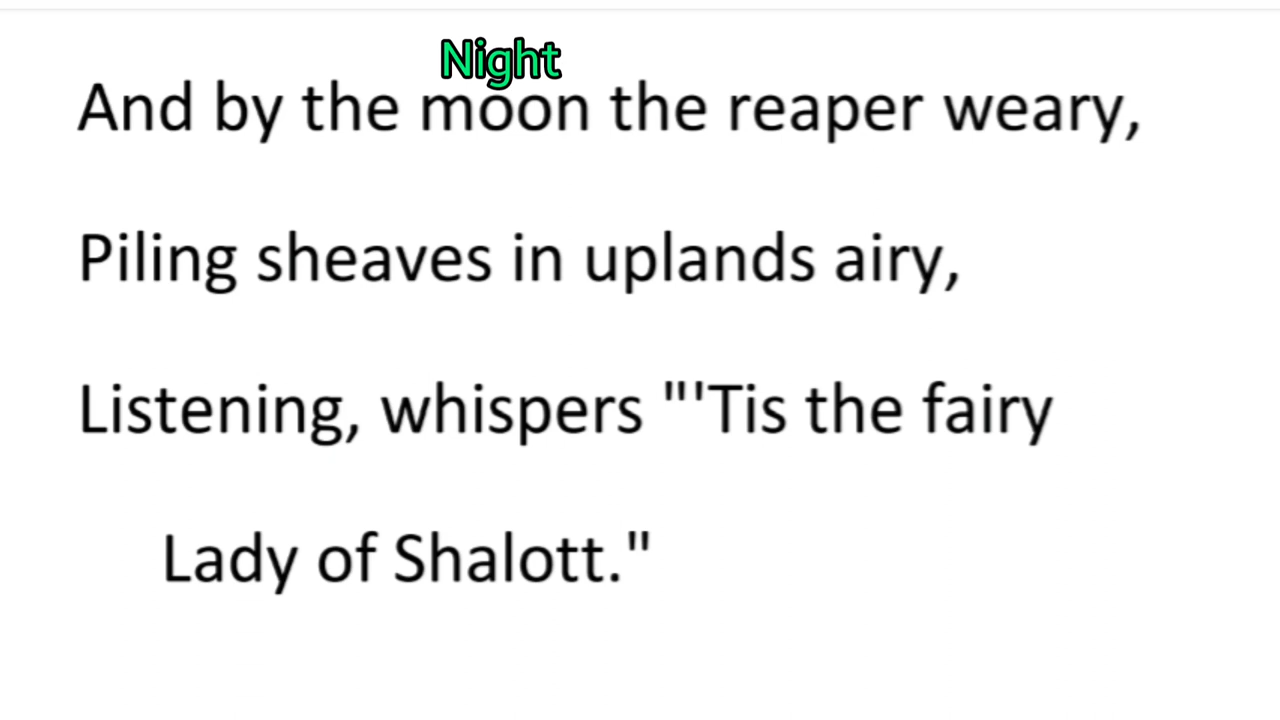 Night
And by the moon the reaper weary,
Piling sheaves in uplands airy,
Listening, whispers "'Tis the fairy
Lady of Shalott."